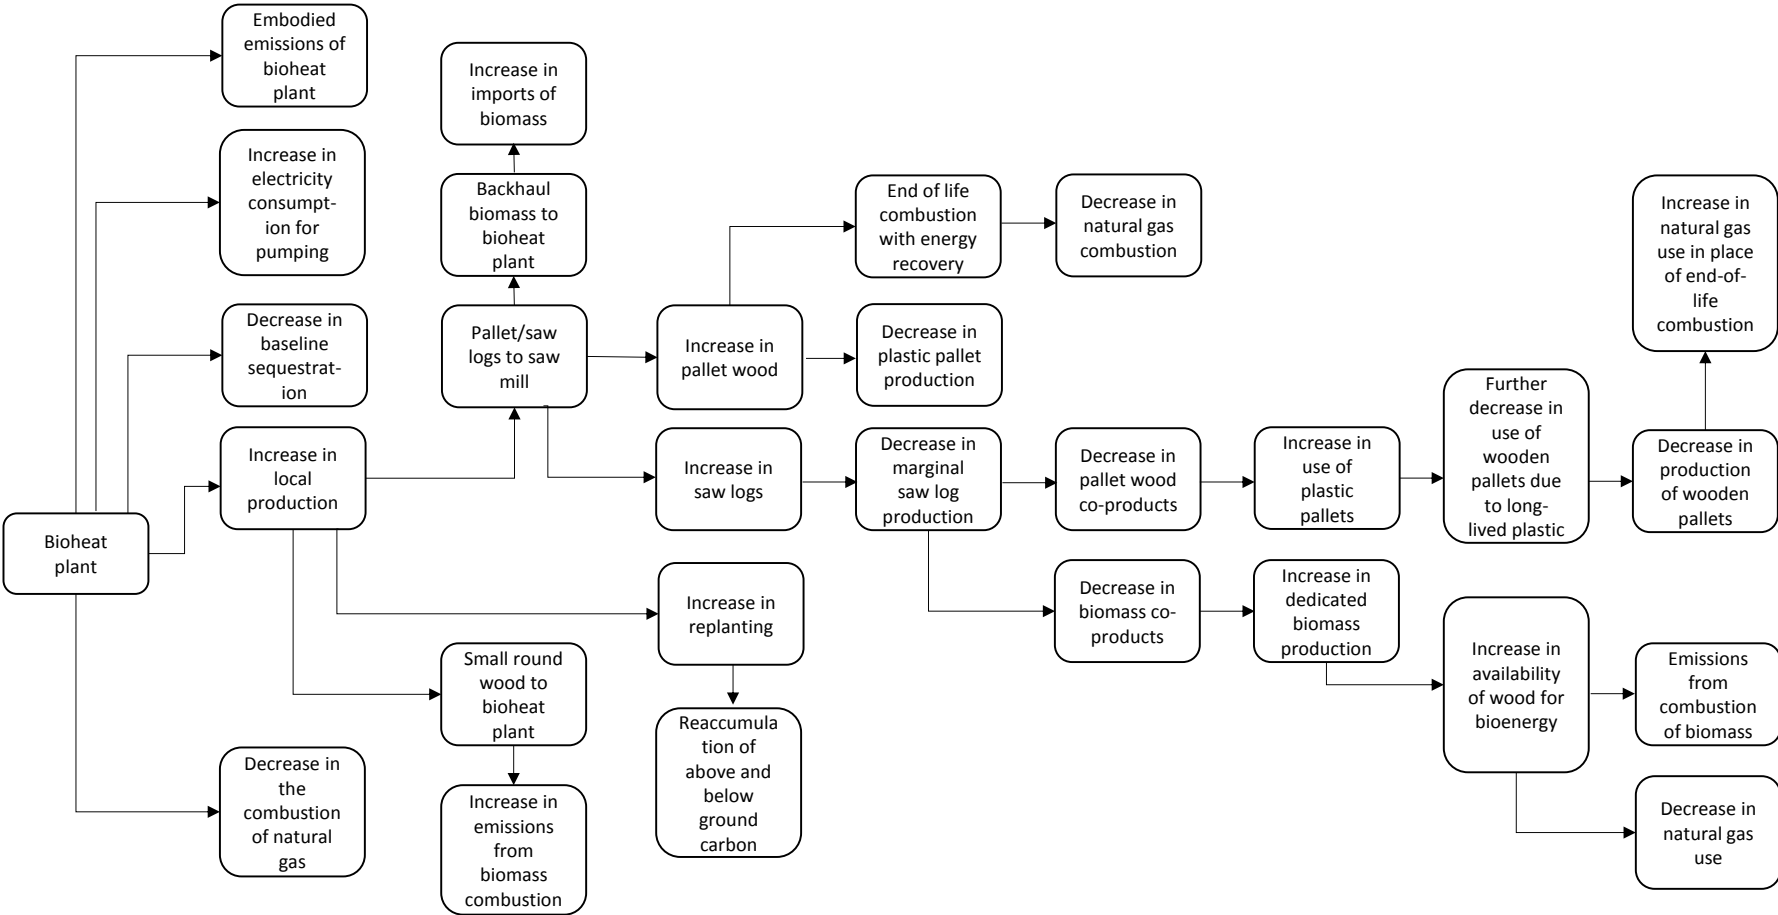 Embodied
emissions of
bioheat
plant
Increase in
electricity
consumpt-
ion for
pumping
Decrease in
baseline
sequestrat-
ion
Increase in
local
production
Bioheat
plant
Decrease in
the
combustion
of natural
gas
Increase in
imports of
biomass
Backhaul
biomass to
bioheat
plant
Pallet/saw
logs to saw
mill
Small round
wood to
bioheat
plant
Increase in
emissions
from
biomass
combustion
Increase in
pallet wood
Increase in
saw logs
Increase in
replanting
Reaccumula
tion of
above and
below
ground
carbon
End of life
combustion
with energy
recovery
Decrease in
plastic pallet
production
Decrease in
marginal
saw log
production
Decrease in
natural gas
combustion
Decrease in
pallet wood
co-products
Decrease in
biomass co-
products
Increase in
use of
plastic
pallets
Increase in
dedicated
biomass
production
Further
decrease in
use of
wooden
pallets due
to long-
lived plastic
Increase in
availability
of wood for
bioenergy
Increase in
natural gas
use in place
of end-of-
life
combustion
Decrease in
production
of wooden
pallets
Emissions
from
combustion
of biomass
Decrease in
natural gas
use